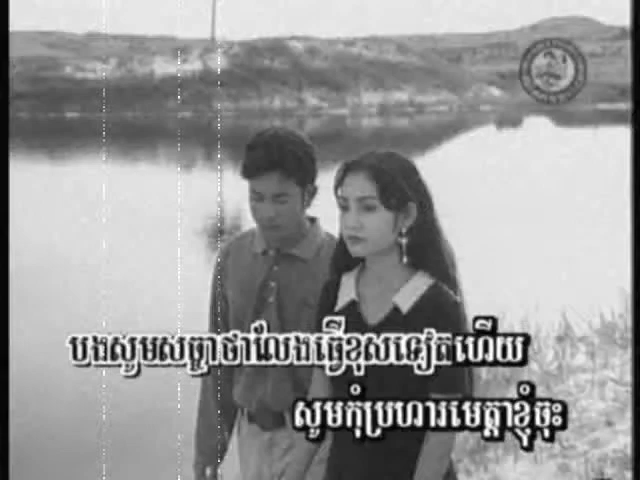 បងសូមសច្ចាថាលែងធ្វើខុសទៀតហើយ
សូមកុំប្រហារមេត្តាខ្ញុំចុះ